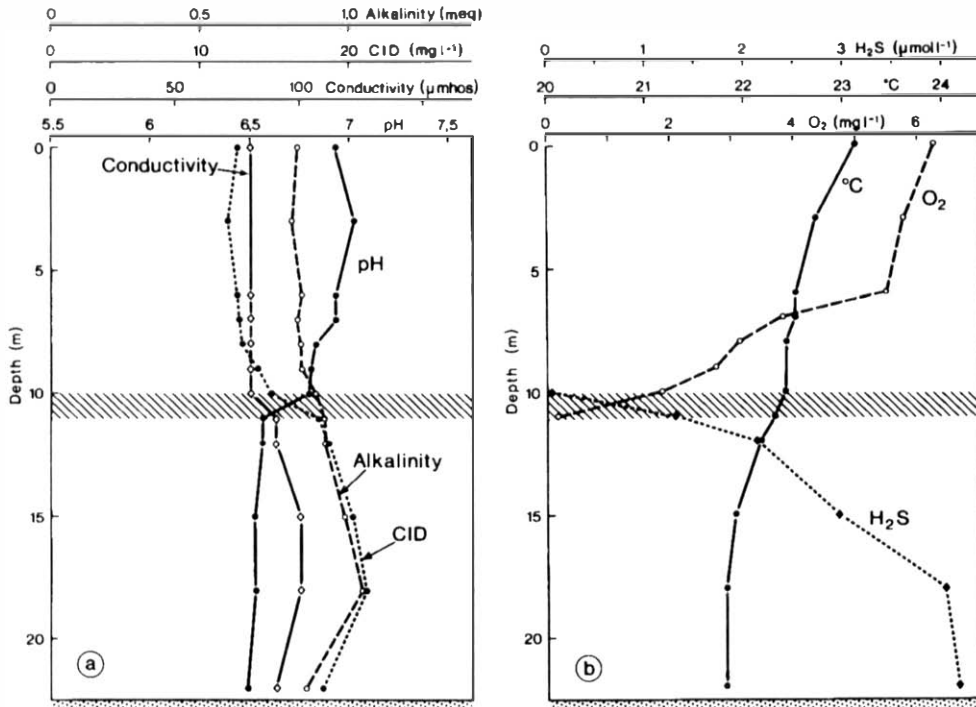 0 0.5 1.0 Alkalinity (meq)
0 10 20 CID (mg l⁻¹)
0 50 100 Conductivity (µmhos)
5.5 6 6,5 7 pH 7,5
0
5
10
15
20
Depth (m)
Conductivity
pH
Alkalinity
CID
a
0 1 2 3 H₂S (µmol l⁻¹)
20 21 22 23 °C 24
0 2 4 O₂ (mg l⁻¹) 6
0
5
10
15
20
Depth (m)
°C
O₂
H₂S
b